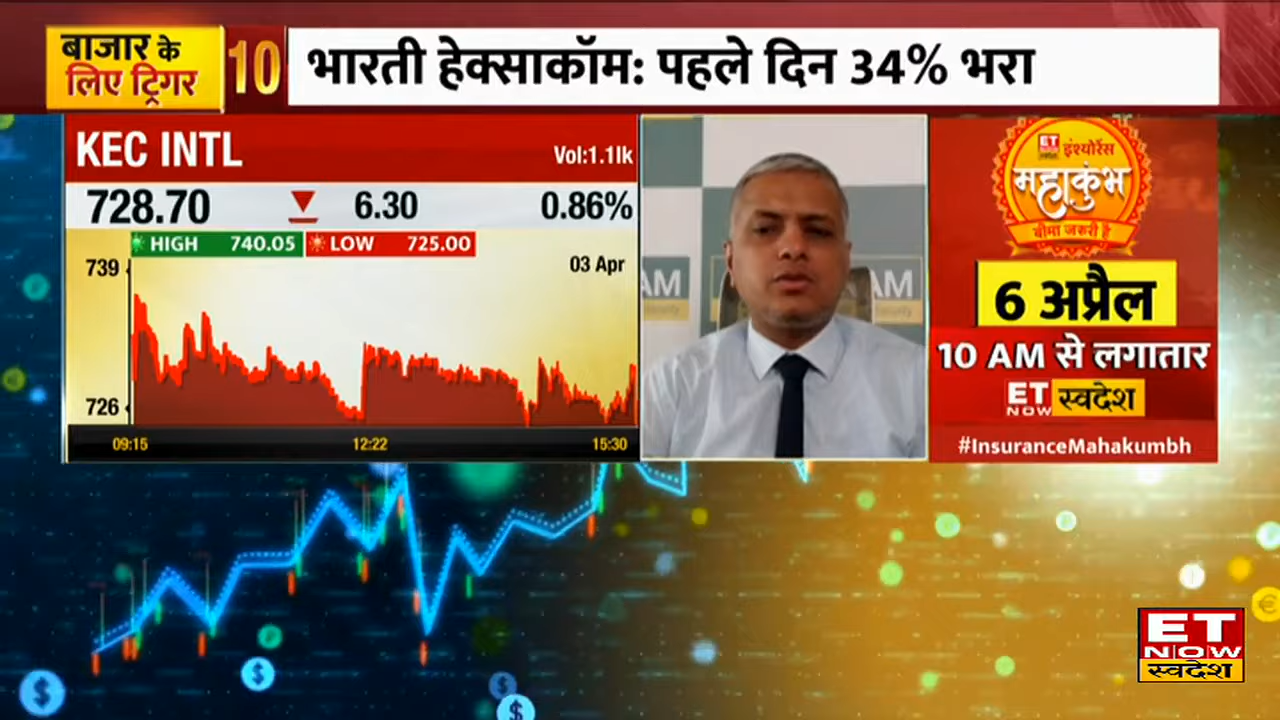 बाजार के
लिए ट्रिगर
10
भारती हेक्साकॉम: पहले दिन 34% भरा
KEC INTL
Vol:1.1lk
728.70
6.30
0.86%
HIGH 740.05
LOW 725.00
03 Apr
739
726
09:15
12:22
15:30
AM
AM
ET
NOW
इंश्योरेंस
महाकुंभ
बीमा जरूरी है
6 अप्रैल
10 AM से लगातार
ET
NOW
स्वदेश
#InsuranceMahakumbh
ET
NOW
स्वदेश